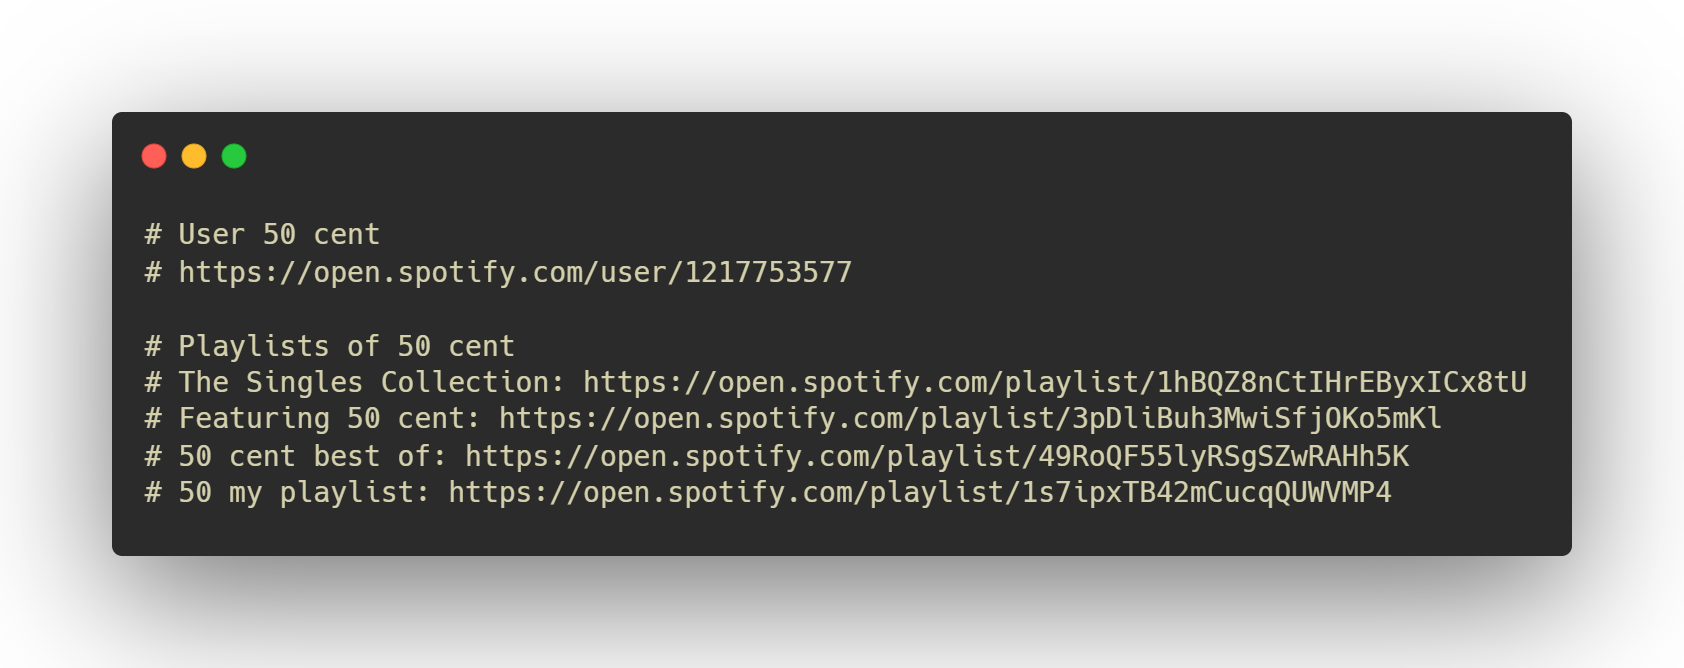 # User 50 cent
# https://open.spotify.com/user/1217753577
# Playlists of 50 cent
# The Singles Collection: https://open.spotify.com/playlist/1hBQZ8nCtIHrEByxICx8tU
# Featuring 50 cent: https://open.spotify.com/playlist/3pDliBuh3MwiSfjOKo5mKl
# 50 cent best of: https://open.spotify.com/playlist/49RoQF55lyRSgSZwRAHh5K
# 50 my playlist: https://open.spotify.com/playlist/1s7ipxTB42mCucqQUWVMP4